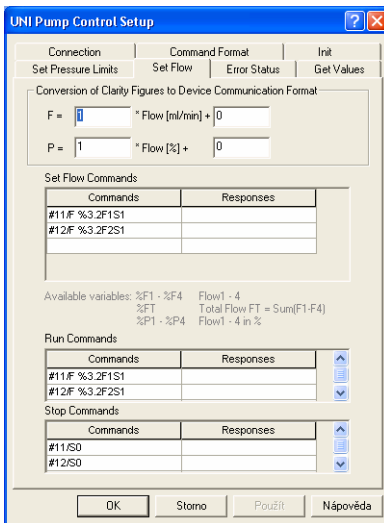 UNI Pump Control Setup
Connection Command Format Init
Set Pressure Limits Set Flow Error Status Get Values
Conversion of Clarity Figures to Device Communication Format
F = 1 * Flow [ml/min] + 0
P = 1 * Flow [%] + 0
Set Flow Commands
Commands Responses
#11/F %3.2F1S1
#12/F %3.2F2S1
Available variables: %F1 - %F4 Flow1 - 4
%FT Total Flow FT = Sum(F1-F4)
%P1 - %P4 Flow1 - 4 in %
Run Commands
Commands Responses
#11/F %3.2F1S1
#12/F %3.2F2S1
Stop Commands
Commands Responses
#11/S0
#12/S0
OK Storno Použít Nápověda